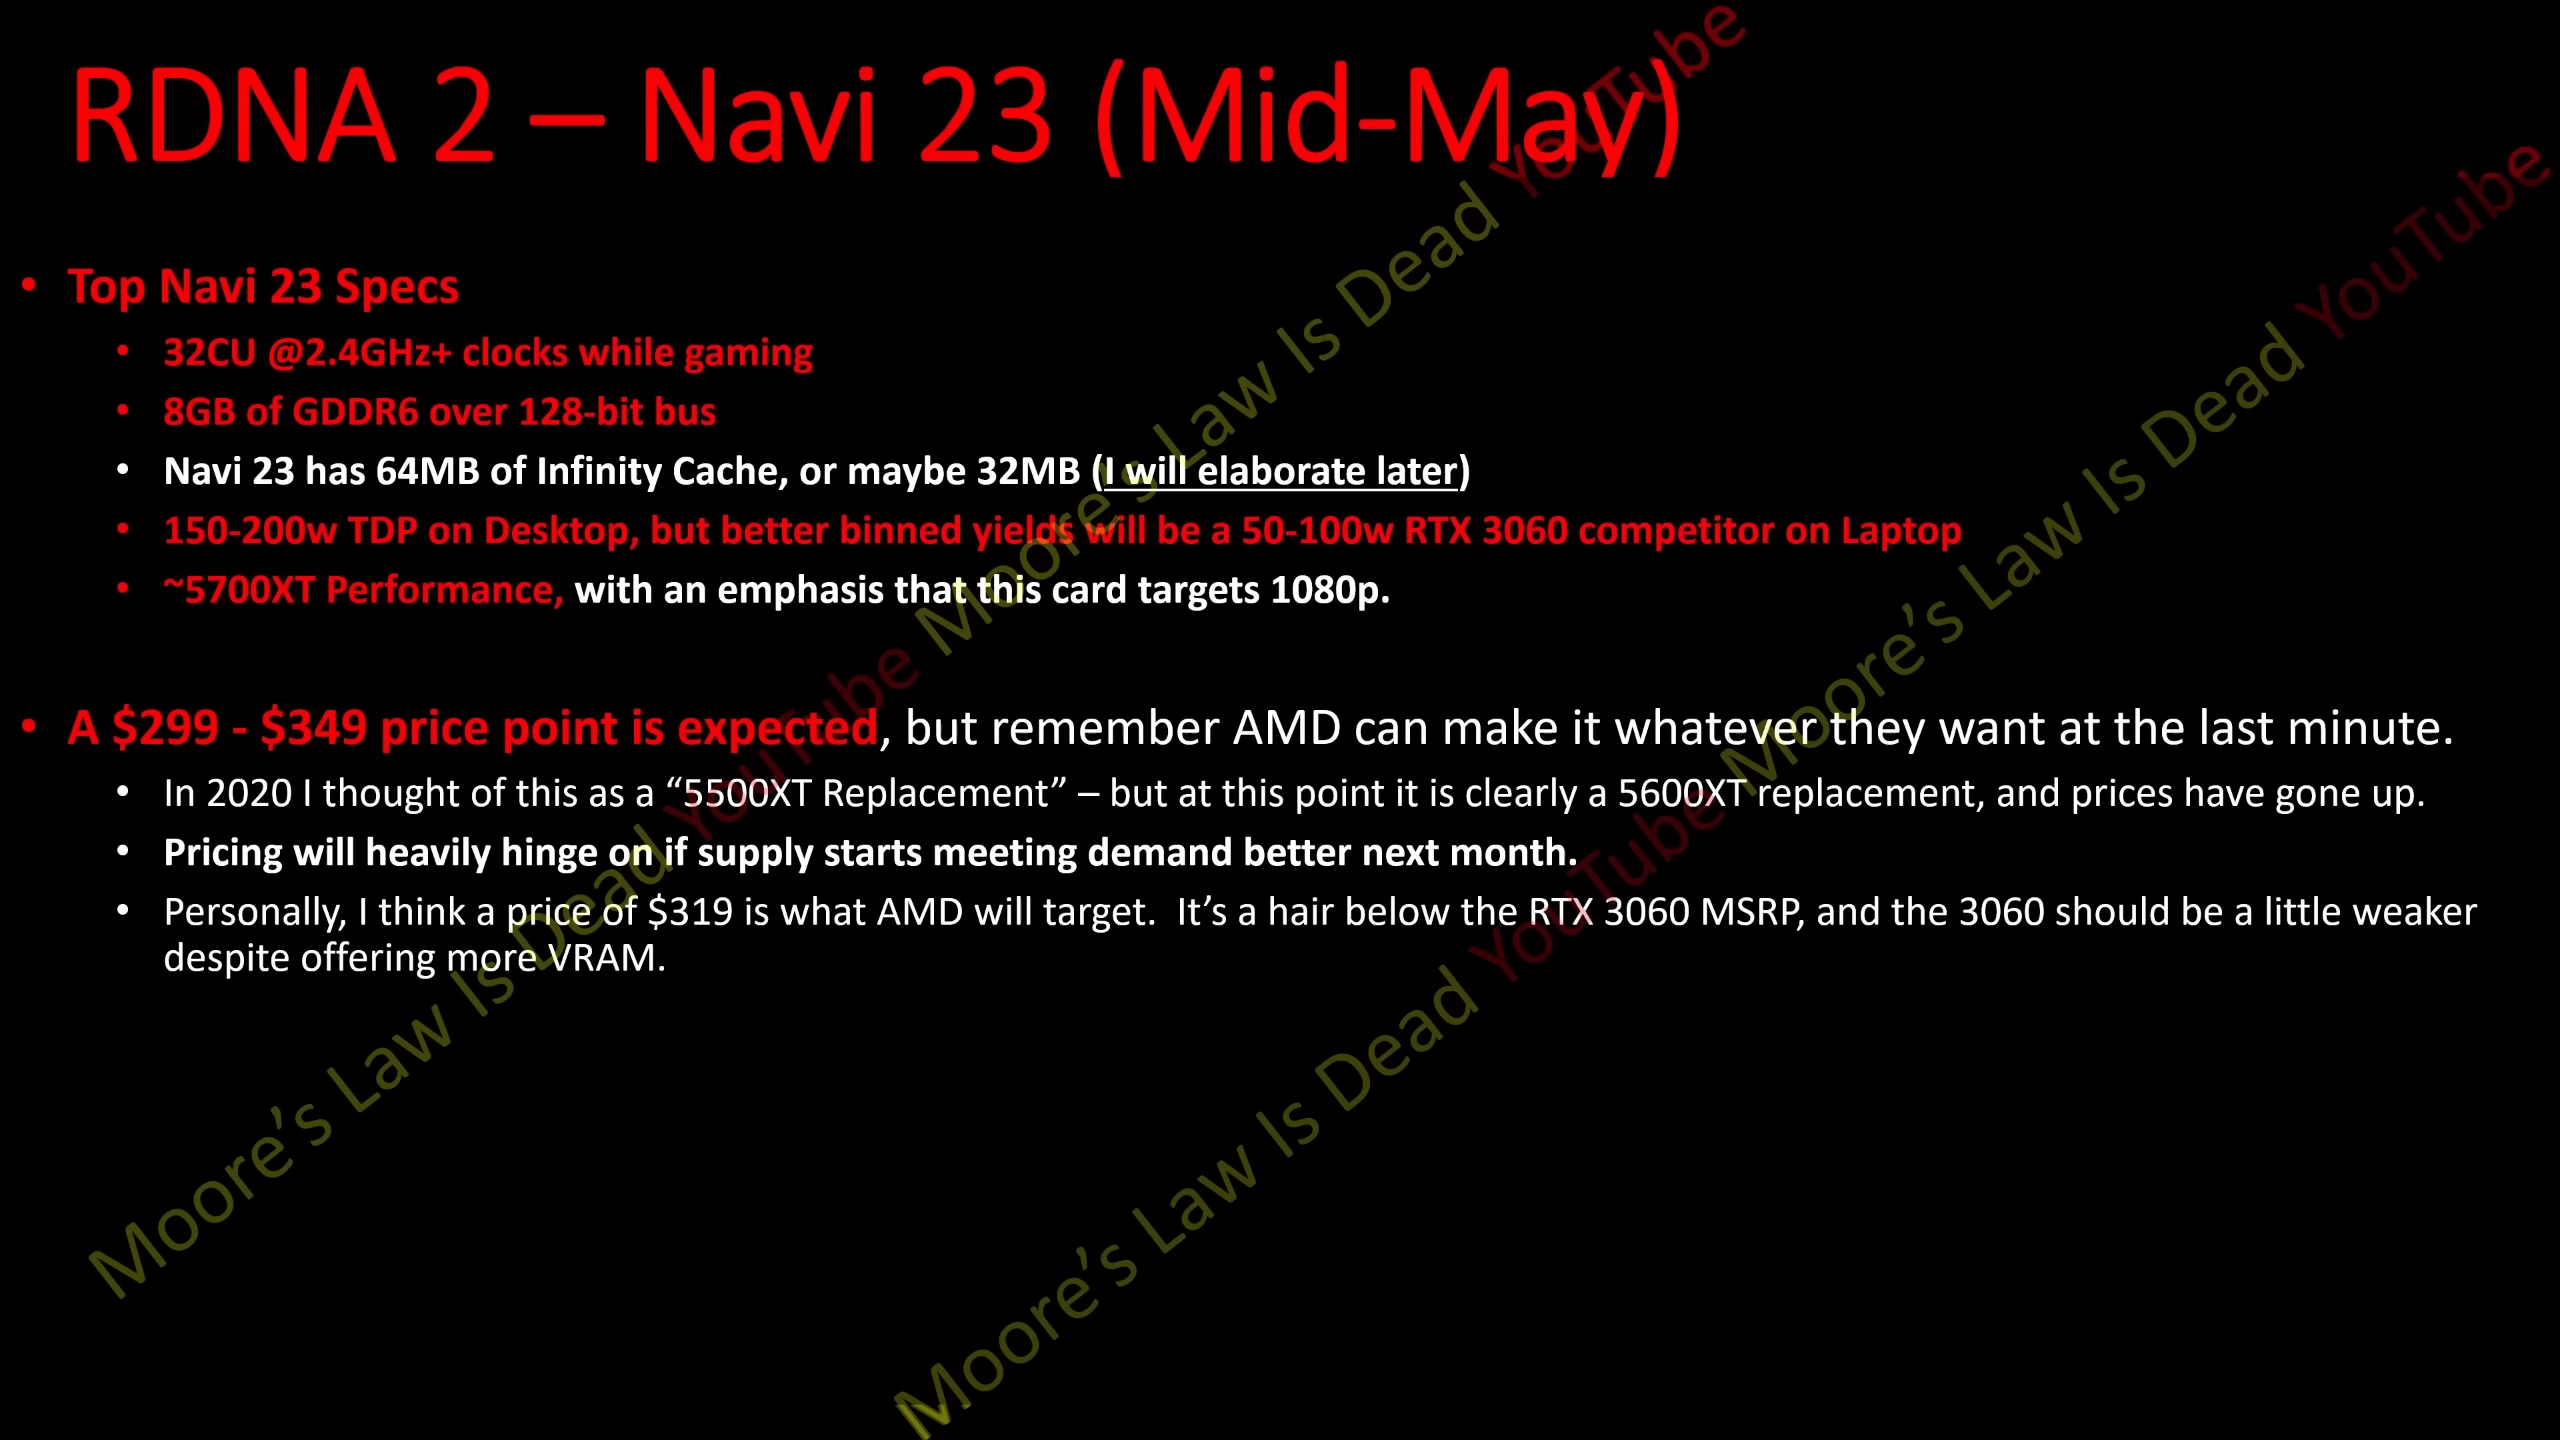 RDNA 2 – Navi 23 (Mid-May)
• Top Navi 23 Specs
• 32CU @2.4GHz+ clocks while gaming
• 8GB of GDDR6 over 128-bit bus
• Navi 23 has 64MB of Infinity Cache, or maybe 32MB (I will elaborate later)
• 150-200w TDP on Desktop, but better binned yields will be a 50-100w RTX 3060 competitor on Laptop
• ~5700XT Performance, with an emphasis that this card targets 1080p.
• A $299 - $349 price point is expected, but remember AMD can make it whatever they want at the last minute.
• In 2020 I thought of this as a “5500XT Replacement” – but at this point it is clearly a 5600XT replacement, and prices have gone up.
• Pricing will heavily hinge on if supply starts meeting demand better next month.
• Personally, I think a price of $319 is what AMD will target.  It’s a hair below the RTX 3060 MSRP, and the 3060 should be a little weaker
despite offering more VRAM.
Moore’s Law Is Dead YouTube Moore’s Law Is Dead YouTube
Moore’s Law Is Dead YouTube Moore’s Law Is Dead YouTube